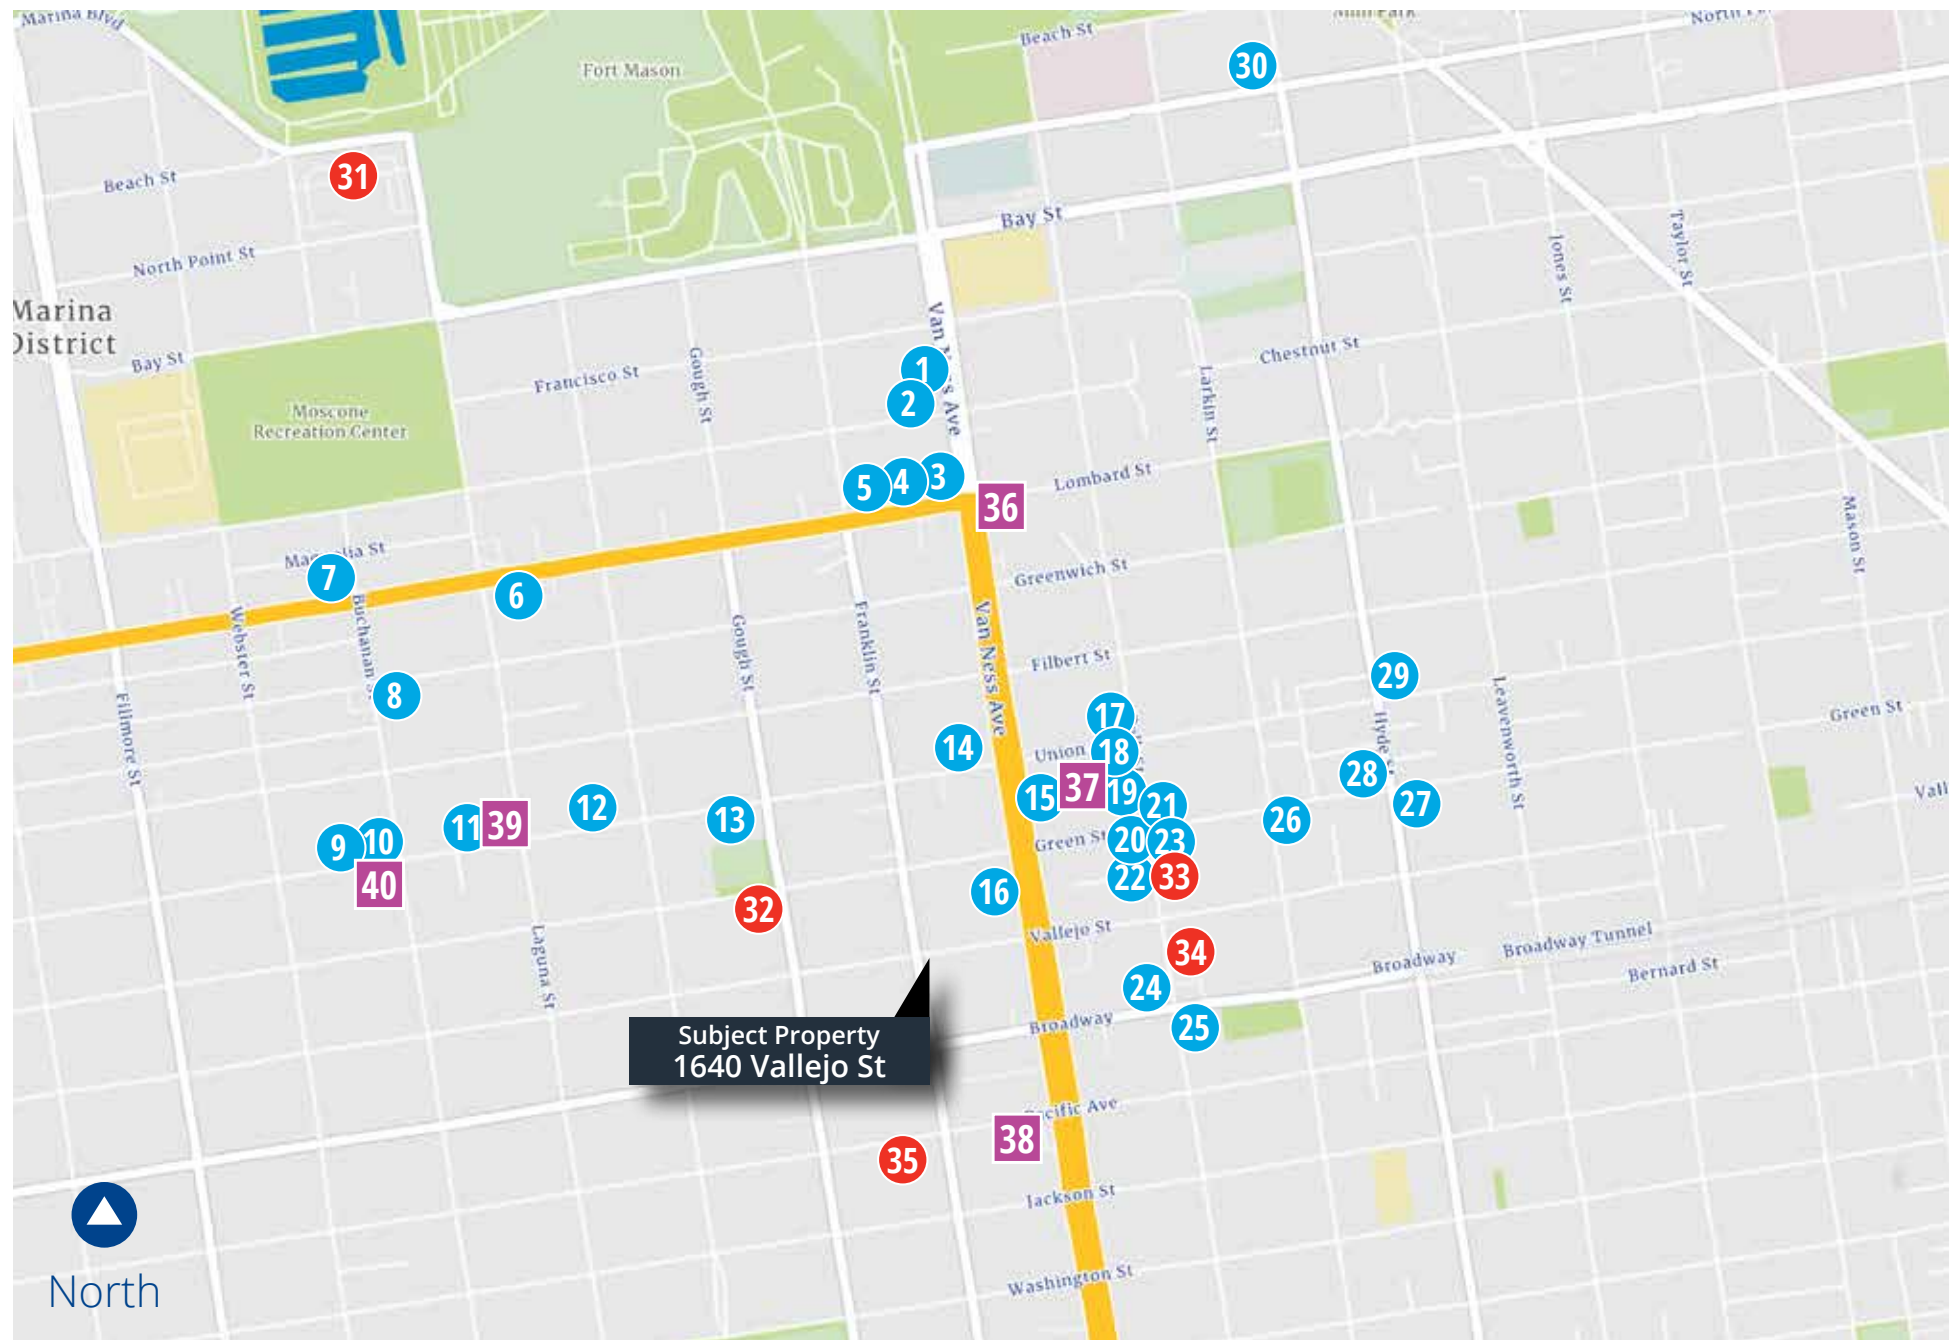 Marina Blvd
Beach St
Fort Mason
30
31
Beach St
Bay St
North Point St
Jones St
Taylor St
Marina
District
Bay St
Francisco St
Gough St
Chestnut St
Larkin St
1
2
Moscone
Recreation Center
3
4
5
36
Lombard St
Mason St
7
6
Greenwich St
Webster St
Buchanan
Gough St
Franklin St
Van Ness Ave
Filbert St
8
29
Fillmore St
Leavenworth St
Green St
17
14
Union
18
Hyde St
28
15
37
19
21
27
12
13
26
11
39
9
10
Green St
20
23
40
22
33
16
32
Vallejo St
34
Broadway
Broadway Tunnel
Bernard St
Laguna St
24
Broadway
25
Subject Property
1640 Vallejo St
38
35
Jackson St
Washington St
North